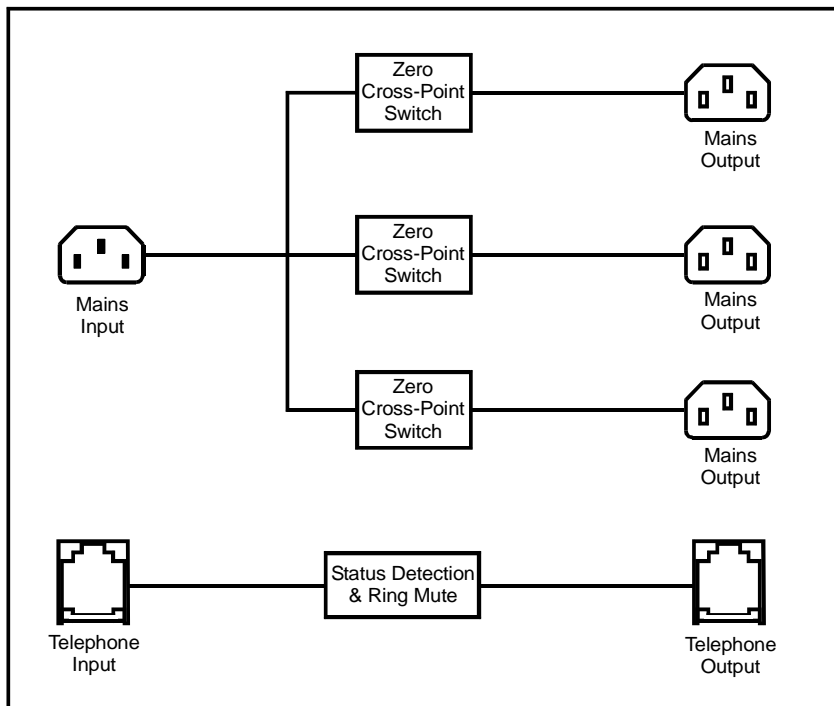 Zero
Cross-Point
Switch
Mains
Output
Zero
Cross-Point
Switch
Mains
Input
Mains
Output
Zero
Cross-Point
Switch
Mains
Output
Status Detection
& Ring Mute
Telephone
Input
Telephone
Output